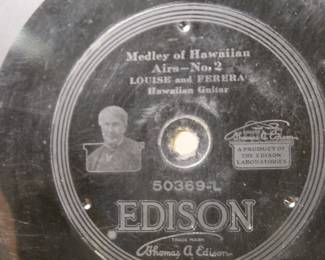 Medley of Hawaiian
Airs—No. 2
LOUISE and FERERA
Hawaiian Guitar
Thomas A. Edison
A PRODUCT OF
THE EDISON
LABORATORIES
50369-L
EDISON
TRADE MARK
Thomas A Edison